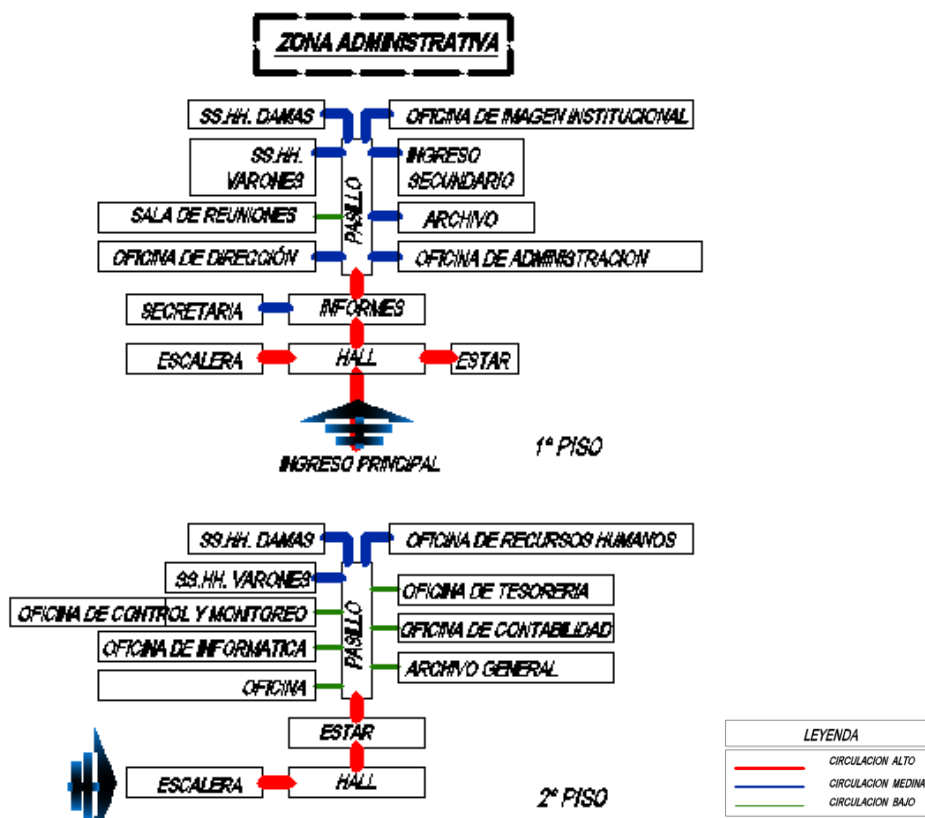 ZONA ADMINISTRATIVA
SS.HH. DAMAS
OFICINA DE IMAGEN INSTITUCIONAL
SS.HH.
VARONES
INGRESO
SECUNDARIO
SALA DE REUNIONES
PASILLO
ARCHIVO
OFICINA DE DIRECCIÓN
OFICINA DE ADMINISTRACION
SECRETARIA
INFORMES
ESCALERA
HALL
ESTAR
INGRESO PRINCIPAL
1° PISO
SS.HH. DAMAS
OFICINA DE RECURSOS HUMANOS
SS.HH. VARONES
OFICINA DE TESORERIA
OFICINA DE CONTROL Y MONITOREO
PASILLO
OFICINA DE CONTABILIDAD
OFICINA DE INFORMATICA
ARCHIVO GENERAL
OFICINA
ESTAR
ESCALERA
HALL
2° PISO
LEYENDA
CIRCULACION ALTO
CIRCULACION MEDINA
CIRCULACION BAJO